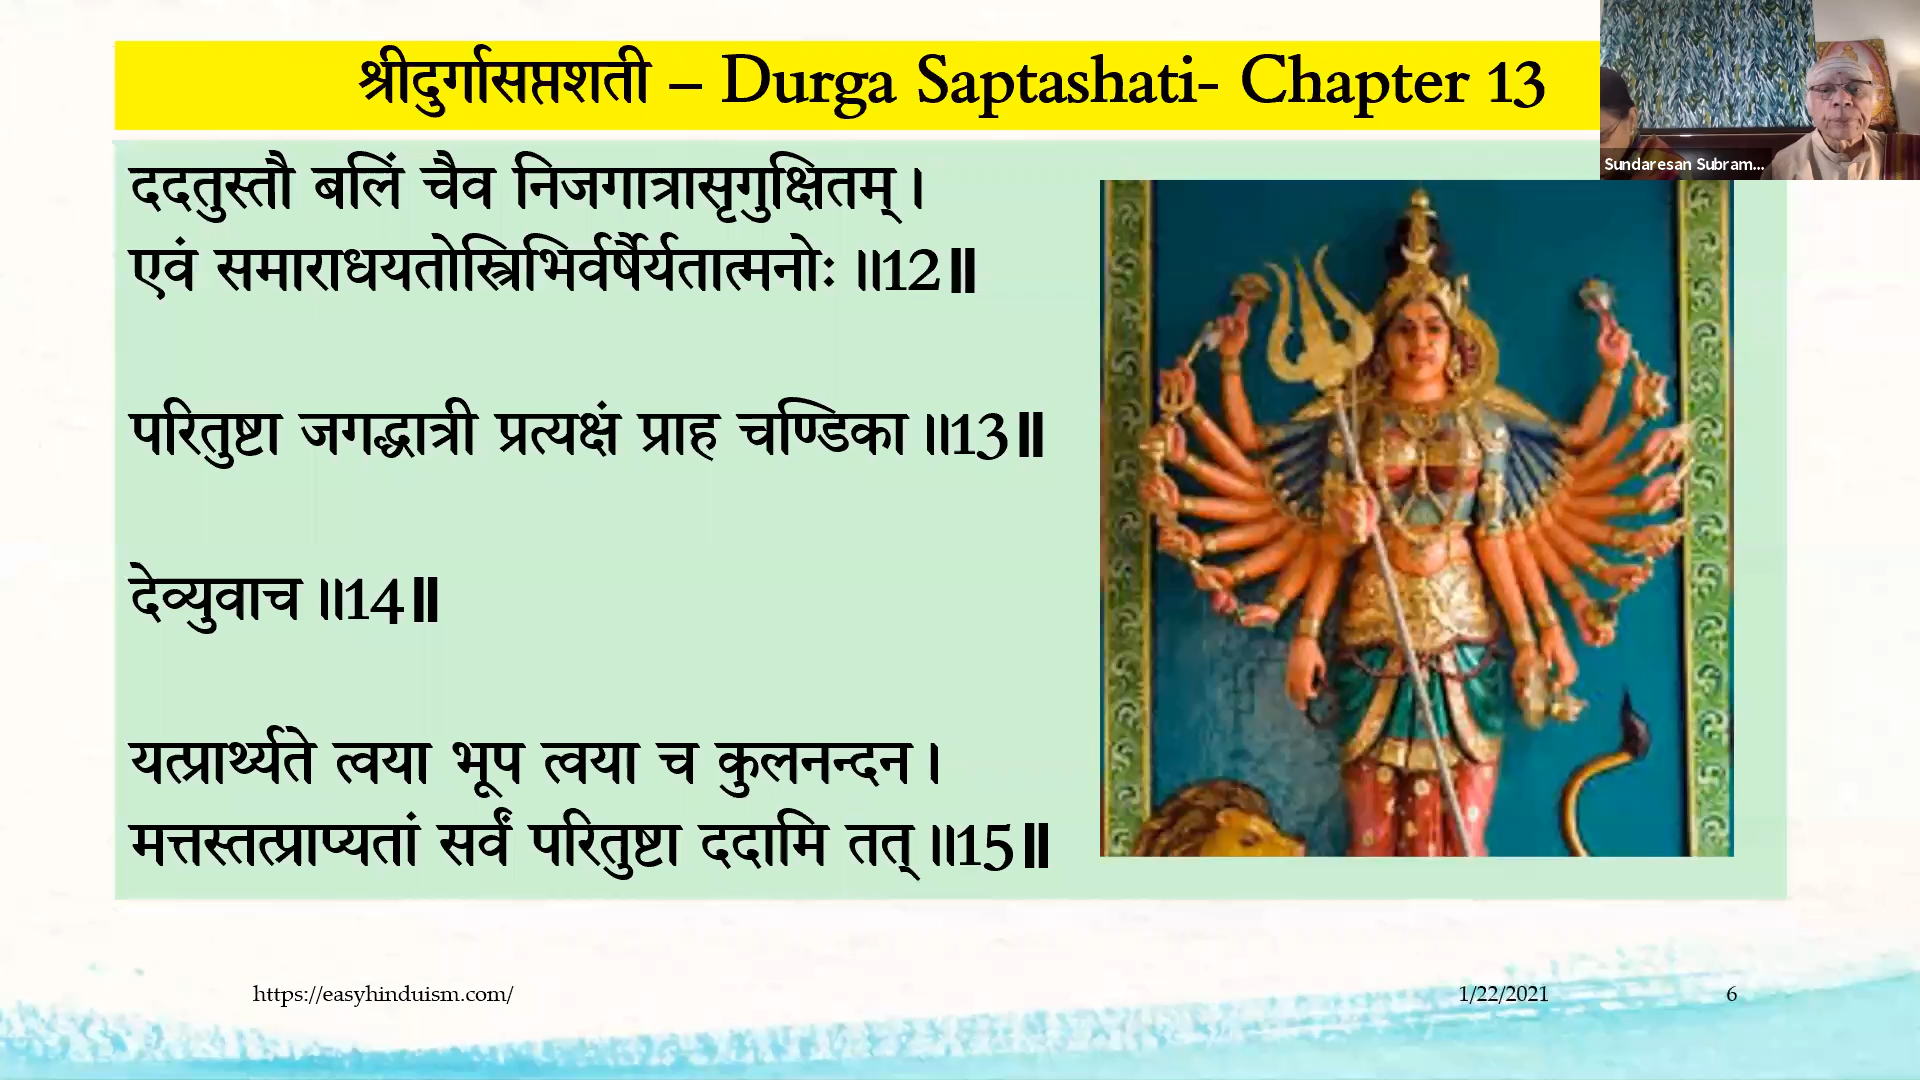 श्रीदुर्गासप्तशती – Durga Saptashati- Chapter 13
Sundaresan Subram...
ददतुस्तौ बलिं चैव निजगात्रासृगुक्षितम् ।
एवं समाराधयतोस्त्रिभिर्वर्षैर्यतात्मनोः ॥12॥
परितुष्टा जगद्धात्री प्रत्यक्षं प्राह चण्डिका ॥13॥
देव्युवाच ॥14॥
यत्प्रार्थ्यते त्वया भूप त्वया च कुलनन्दन ।
मत्तस्तत्प्राप्यतां सर्वं परितुष्टा ददामि तत् ॥15॥
https://easyhinduism.com/
1/22/2021
6